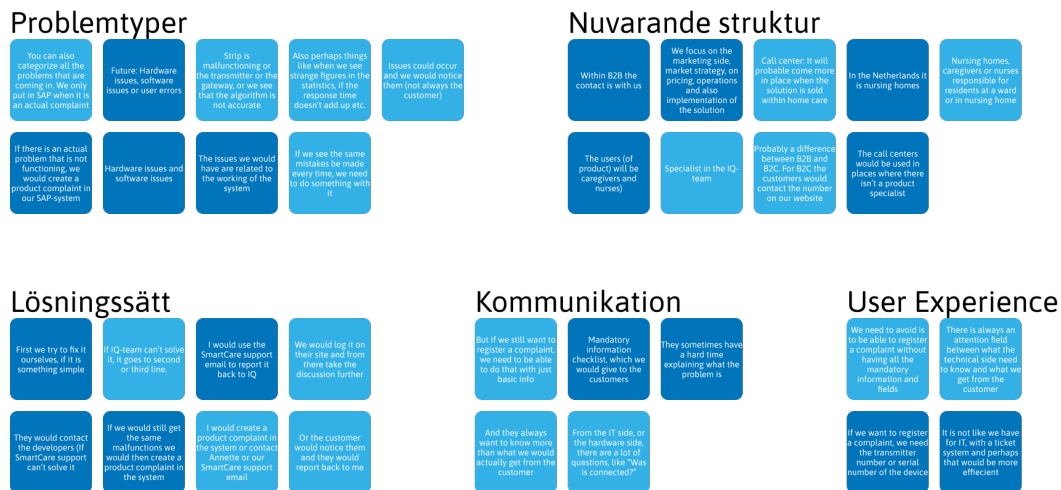 Problemtyper
You can also
categorize all the
problems that are
coming in. We only
put in SAP when it is
an actual complaint
Future: Hardware
issues, software
issues or user errors
Strip is
malfunctioning or
the transmitter or the
gateway, or we see
that the algorithm is
not accurate
Also perhaps things
like when we see
strange figures in the
statistics, if the
response time
doesn't add up etc.
Issues could occur
and we would notice
them (not always the
customer)
If there is an actual
problem that is not
functioning, we
would create a
product complaint in
our SAP-system
Hardware issues and
software issues
The issues we would
have are related to
the working of the
system
If we see the same
mistakes be made
every time, we need
to do something with
it
Nuvarande struktur
Within B2B the
contact is with us
We focus on the
marketing side,
market strategy, on
pricing, operations
and also
implementation of
the solution
Call center: It will
probable come more
in place when the
solution is sold
within home care
In the Netherlands it
is nursing homes
Nursing homes,
caregivers or nurses
responsible for
residents at a ward
or in nursing home
The users (of
product) will be
caregivers and
nurses)
Specialist in the IQ-
team
Probably a difference
between B2B and
B2C. For B2C the
customers would
contact the number
on our website
The call centers
would be used in
places where there
isn't a product
specialist
Lösningssätt
First we try to fix it
ourselves, if it is
something simple
If IQ-team can't solve
it, it goes to second
or third line.
I would use the
SmartCare support
email to report it
back to IQ
We would log it on
their site and from
there take the
discussion further
They would contact
the developers (If
SmartCare support
can't solve it
If we would still get
the same
malfunctions we
would then create a
product complaint in
the system
I would create a
product complaint in
the system or contact
Annette or our
SmartCare support
email
Or the customer
would notice them
and they would
report back to me
Kommunikation
But if we still want to
register a complaint,
we need to be able
to do that with just
basic info
Mandatory
information
checklist, which we
would give to the
customers
They sometimes have
a hard time
explaining what the
problem is
And they always
want to know more
than what we would
actually get from the
customer
From the IT side, or
the hardware side,
there are a lot of
questions, like "Was
is connected?"
User Experience
We need to avoid is
to be able to register
a complaint without
having all the
mandatory
information and
fields
There is always an
attention field
between what the
technical side need
to know and what we
get from the
customer
If we want to register
a complaint, we need
the transmitter
number or serial
number of the device
It is not like we have
for IT, with a ticket
system and perhaps
that would be more
effiecient